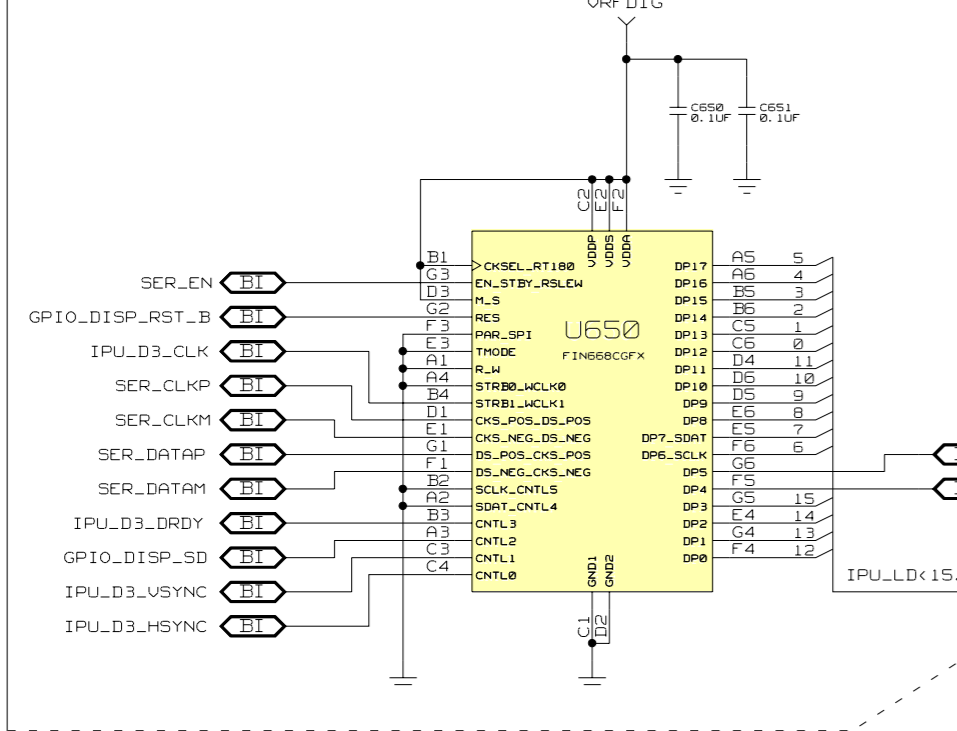 VRFDIG
C650
0.1UF
C651
0.1UF
C2
E2
F2
VDDP
VDDS
VDDA
B1 CKSEL_RT180 DP17 A5 5
SER_EN BI G3 EN_STBY_RSLEW DP16 A6 4
D3 M_S DP15 B5 3
GPIO_DISP_RST_B BI G2 RES DP14 B6 2
F3 PAR_SPI U650 DP13 C5 1
IPU_D3_CLK BI E3 TMODE FIN668CGFX DP12 C6 0
A1 R_W DP11 D4 11
SER_CLKP BI A4 STRB0_WCLK0 DP10 D6 10
B4 STRB1_WCLK1 DP9 D5 9
SER_CLKM BI D1 CKS_POS_DS_POS DP8 E6 8
E1 CKS_NEG_DS_NEG DP7_SDAT E5 7
SER_DATAP BI G1 DS_POS_CKS_POS DP6_SCLK F6 6
F1 DS_NEG_CKS_NEG DP5 G6
SER_DATAM BI B2 SCLK_CNTL5 DP4 F5
A2 SDAT_CNTL4 DP3 G5 15
IPU_D3_DRDY BI B3 CNTL3 DP2 E4 14
A3 CNTL2 DP1 G4 13
GPIO_DISP_SD BI C3 CNTL1 DP0 F4 12
C4 CNTL0
IPU_D3_VSYNC BI
IPU_D3_HSYNC BI
GND1
GND2
C1
D2
IPU_LD<15